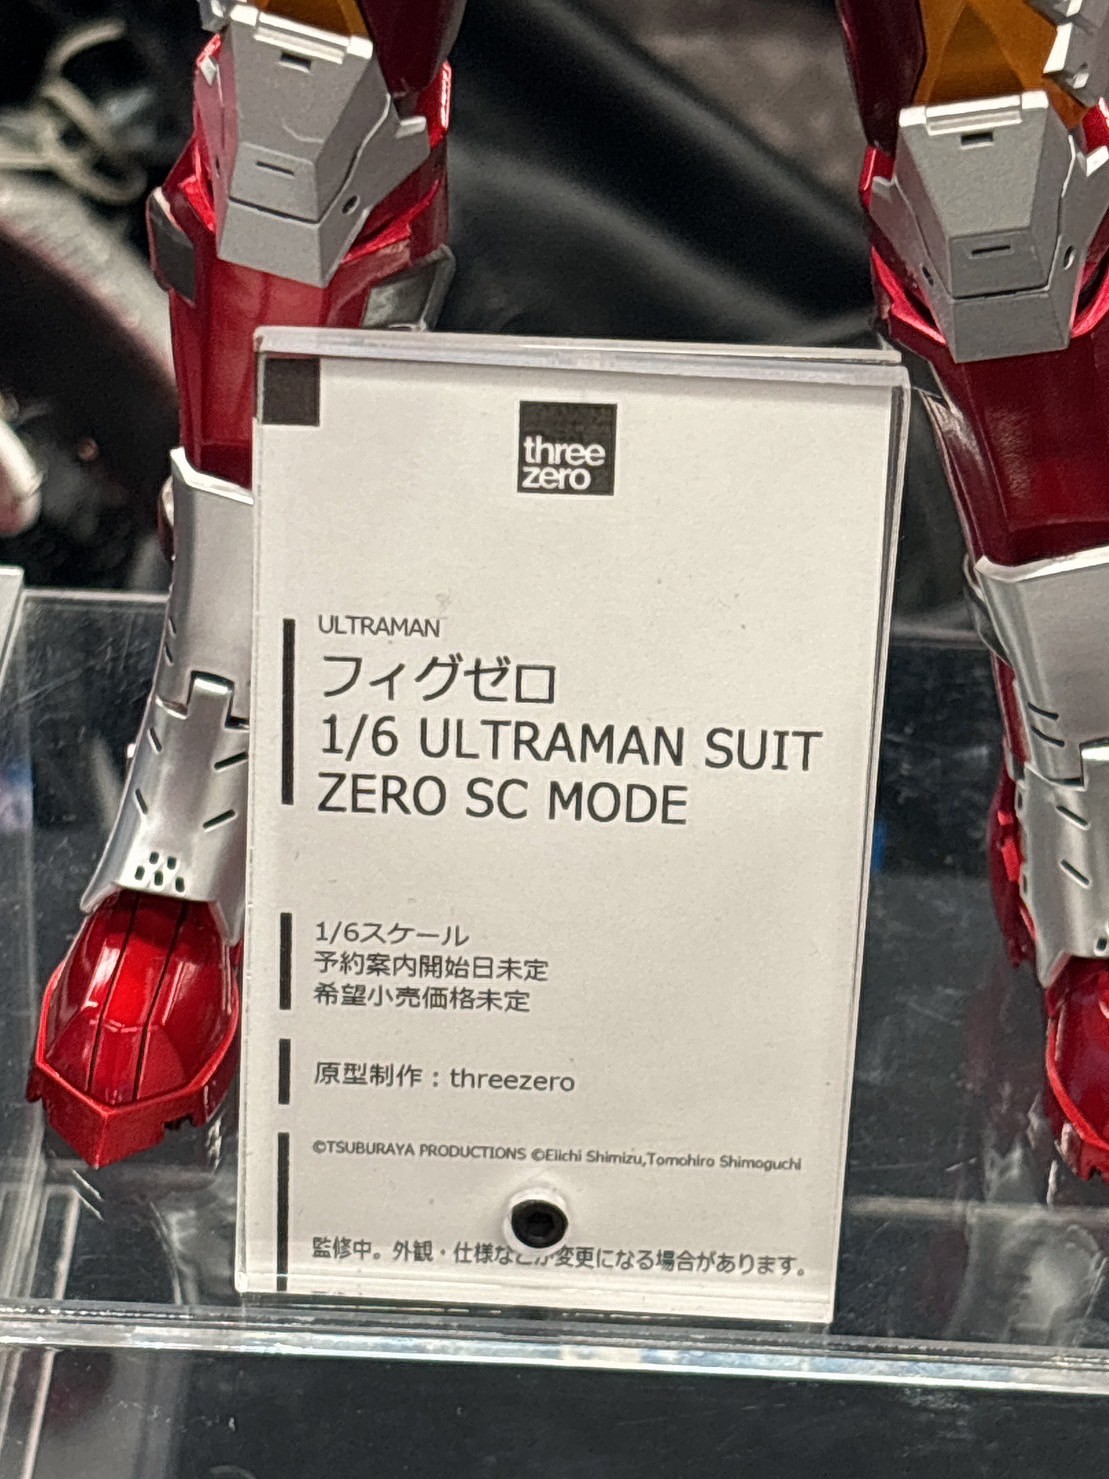 three
zero
ULTRAMAN
フィグゼロ
1/6 ULTRAMAN SUIT
ZERO SC MODE
1/6スケール
予約案内開始日未定
希望小売価格未定
原型制作：threezero
©TSUBURAYA PRODUCTIONS ©Eiichi Shimizu,Tomohiro Shimoguchi
監修中。外観・仕様などが変更になる場合があります。